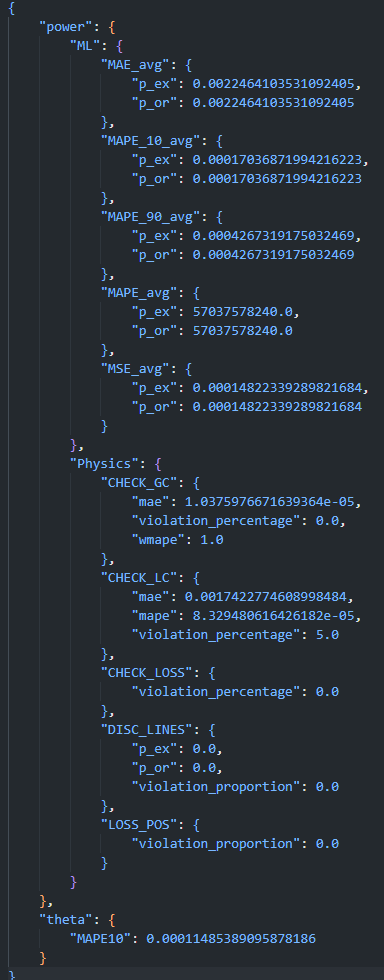 {
    "power": {
        "ML": {
            "MAE_avg": {
                "p_ex": 0.0022464103531092405,
                "p_or": 0.0022464103531092405
            },
            "MAPE_10_avg": {
                "p_ex": 0.00017036871994216223,
                "p_or": 0.00017036871994216223
            },
            "MAPE_90_avg": {
                "p_ex": 0.0004267319175032469,
                "p_or": 0.0004267319175032469
            },
            "MAPE_avg": {
                "p_ex": 57037578240.0,
                "p_or": 57037578240.0
            },
            "MSE_avg": {
                "p_ex": 0.00014822339289821684,
                "p_or": 0.00014822339289821684
            }
        },
        "Physics": {
            "CHECK_GC": {
                "mae": 1.0375976671639364e-05,
                "violation_percentage": 0.0,
                "wmape": 1.0
            },
            "CHECK_LC": {
                "mae": 0.0017422774608998484,
                "mape": 8.329480616426182e-05,
                "violation_percentage": 5.0
            },
            "CHECK_LOSS": {
                "violation_percentage": 0.0
            },
            "DISC_LINES": {
                "p_ex": 0.0,
                "p_or": 0.0,
                "violation_proportion": 0.0
            },
            "LOSS_POS": {
                "violation_proportion": 0.0
            }
        }
    },
    "theta": {
        "MAPE10": 0.00011485389095878186
    }
}